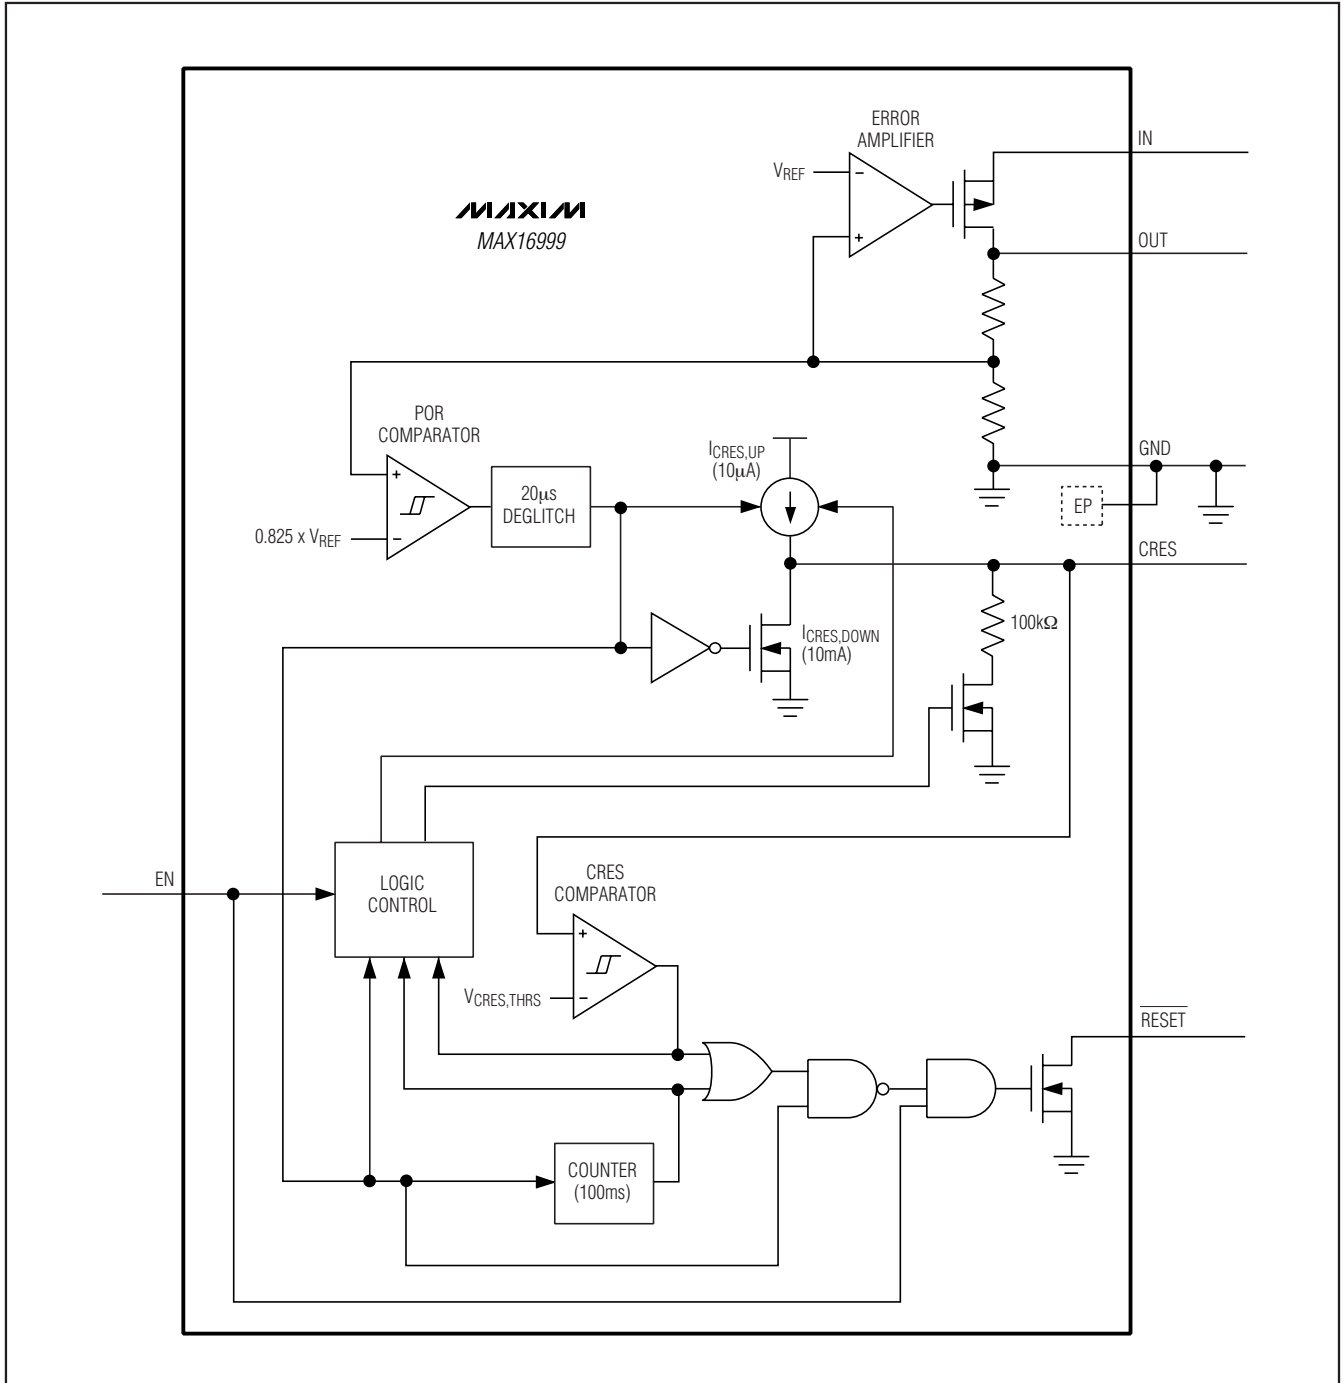 ERROR
AMPLIFIER
IN
VREF
−
+
MAXIM
MAX16999
OUT
POR
COMPARATOR
+
−
0.825 x VREF
20μs
DEGLITCH
ICRES,UP
(10μA)
GND
EP
CRES
100kΩ
ICRES,DOWN
(10mA)
EN
LOGIC
CONTROL
CRES
COMPARATOR
+
−
VCRES,THRS
RESET
COUNTER
(100ms)